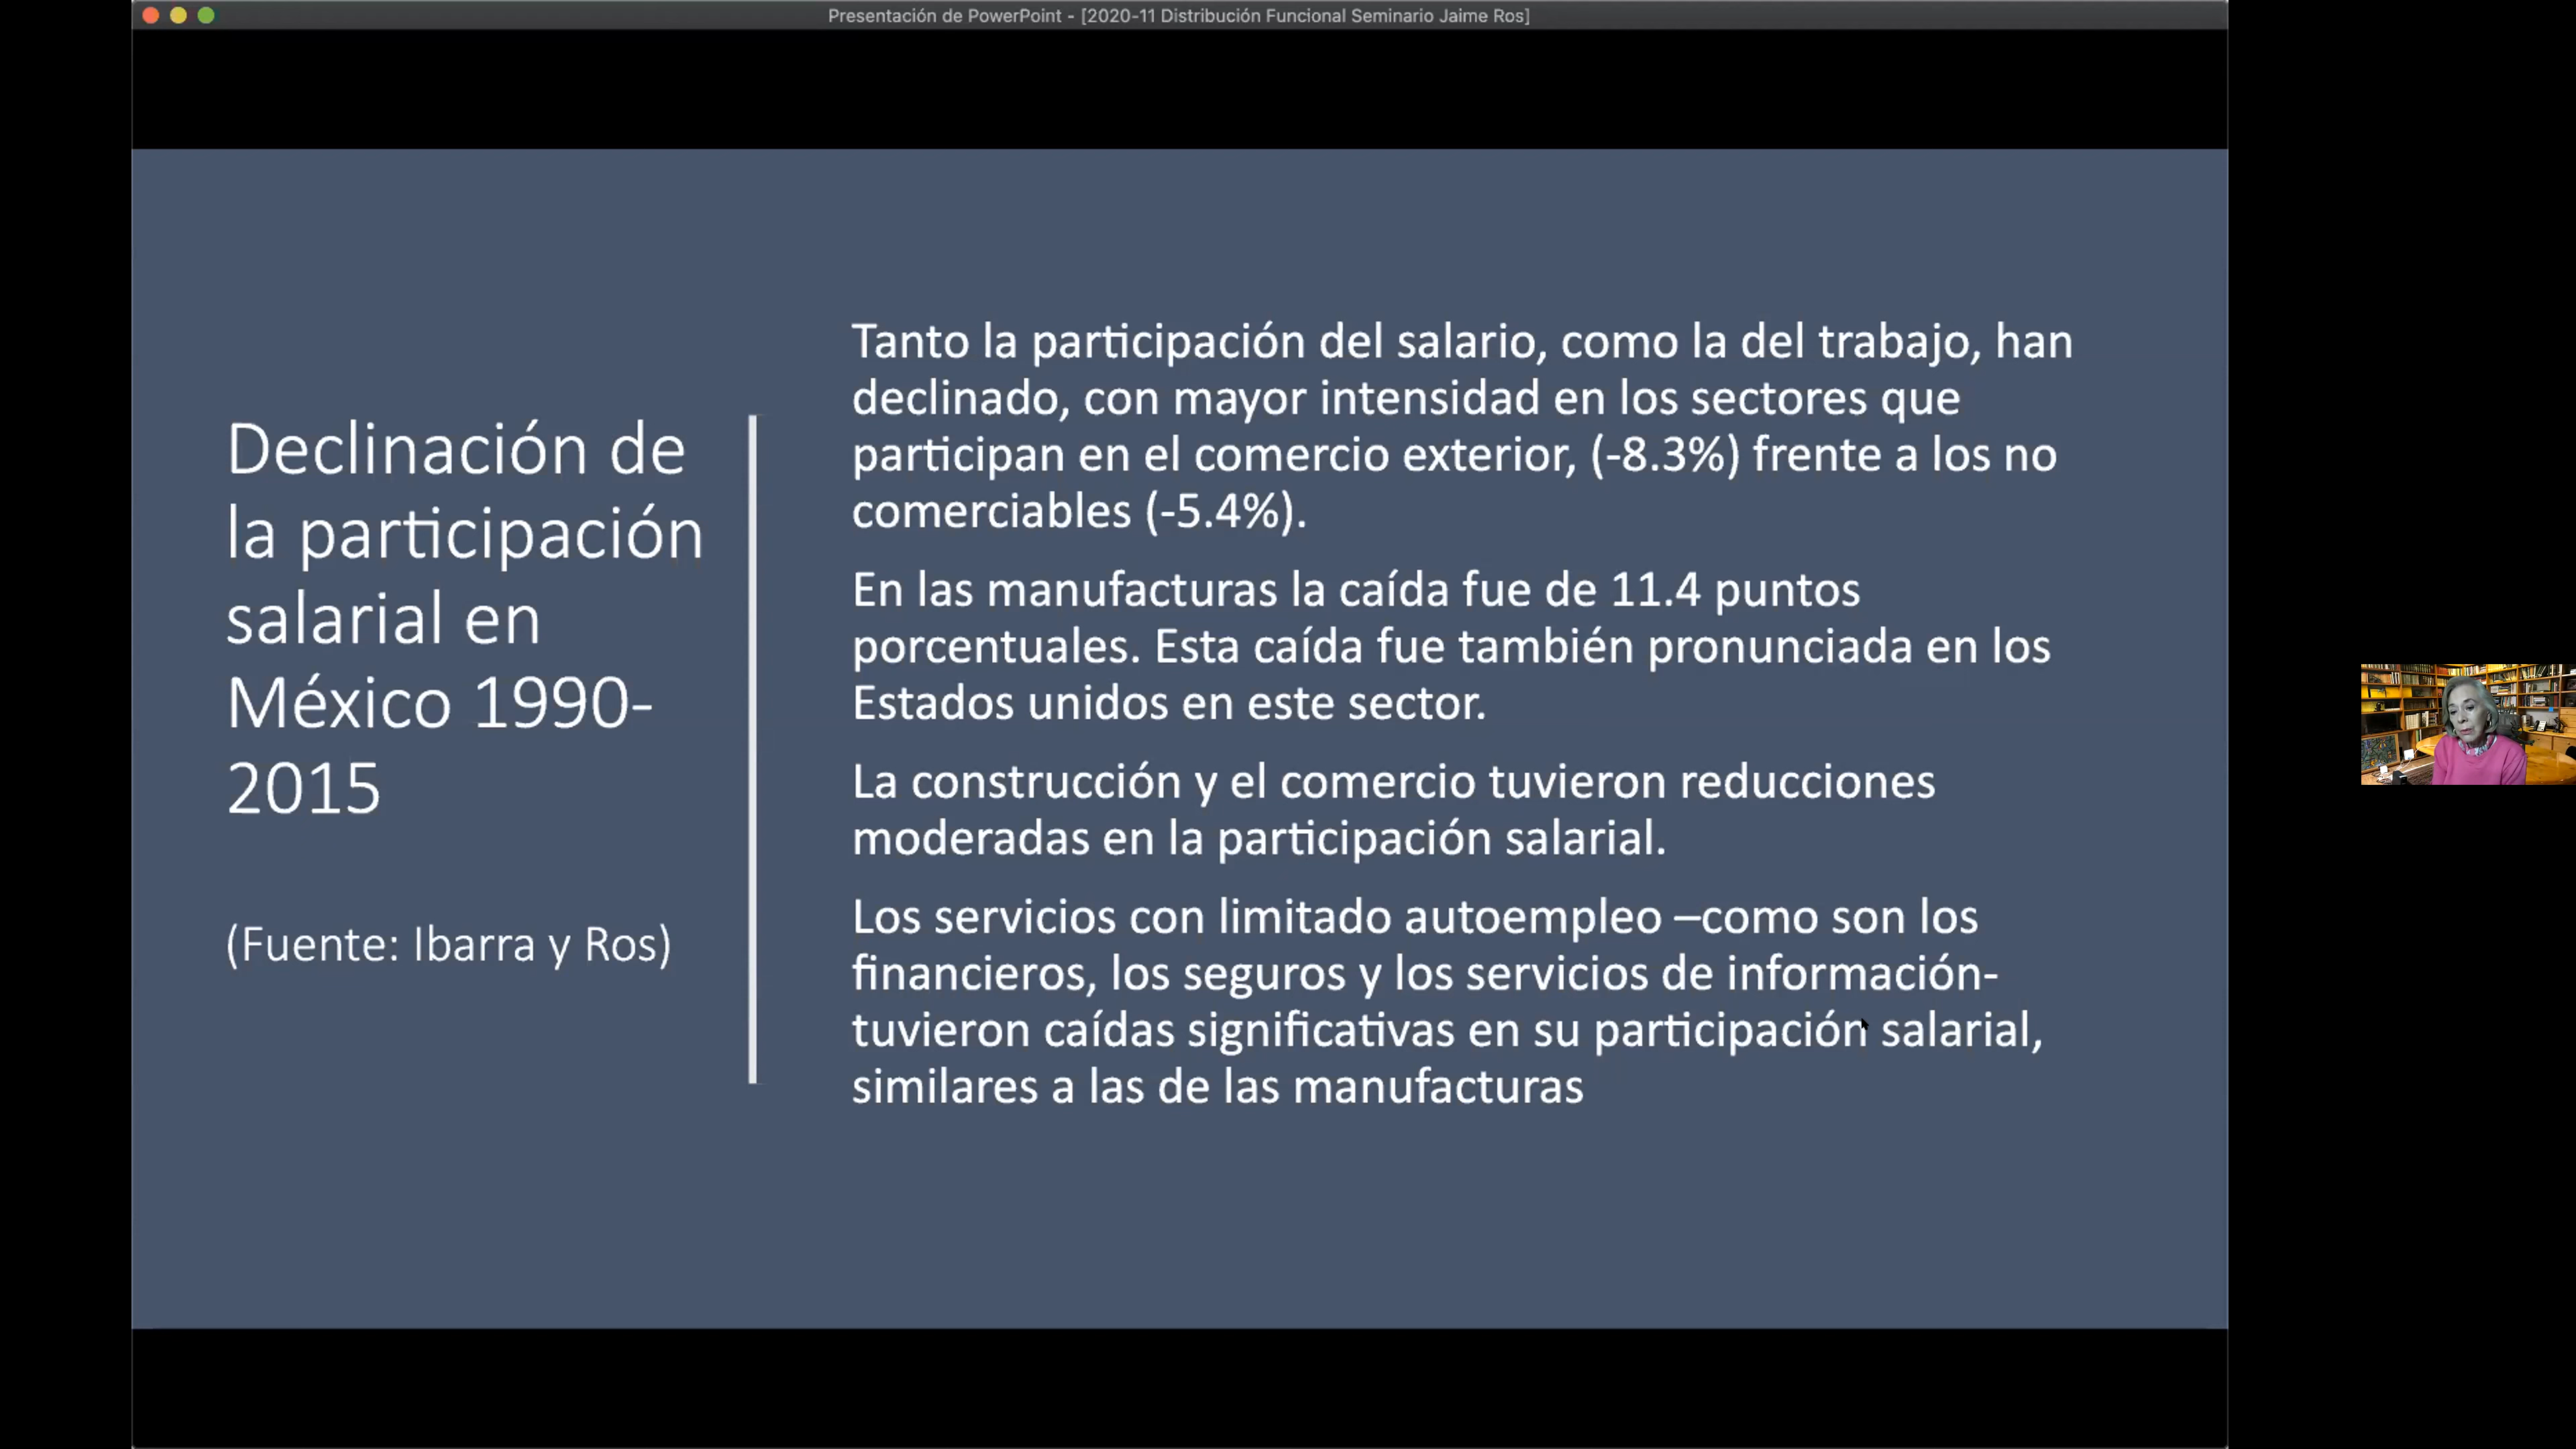 Presentación de PowerPoint - [2020-11 Distribución Funcional Seminario Jaime Ros]
Declinación de
la participación
salarial en
México 1990-
2015
(Fuente: Ibarra y Ros)
Tanto la participación del salario, como la del trabajo, han
declinado, con mayor intensidad en los sectores que
participan en el comercio exterior, (-8.3%) frente a los no
comerciables (-5.4%).
En las manufacturas la caída fue de 11.4 puntos
porcentuales. Esta caída fue también pronunciada en los
Estados unidos en este sector.
La construcción y el comercio tuvieron reducciones
moderadas en la participación salarial.
Los servicios con limitado autoempleo –como son los
financieros, los seguros y los servicios de información-
tuvieron caídas significativas en su participación salarial,
similares a las de las manufacturas